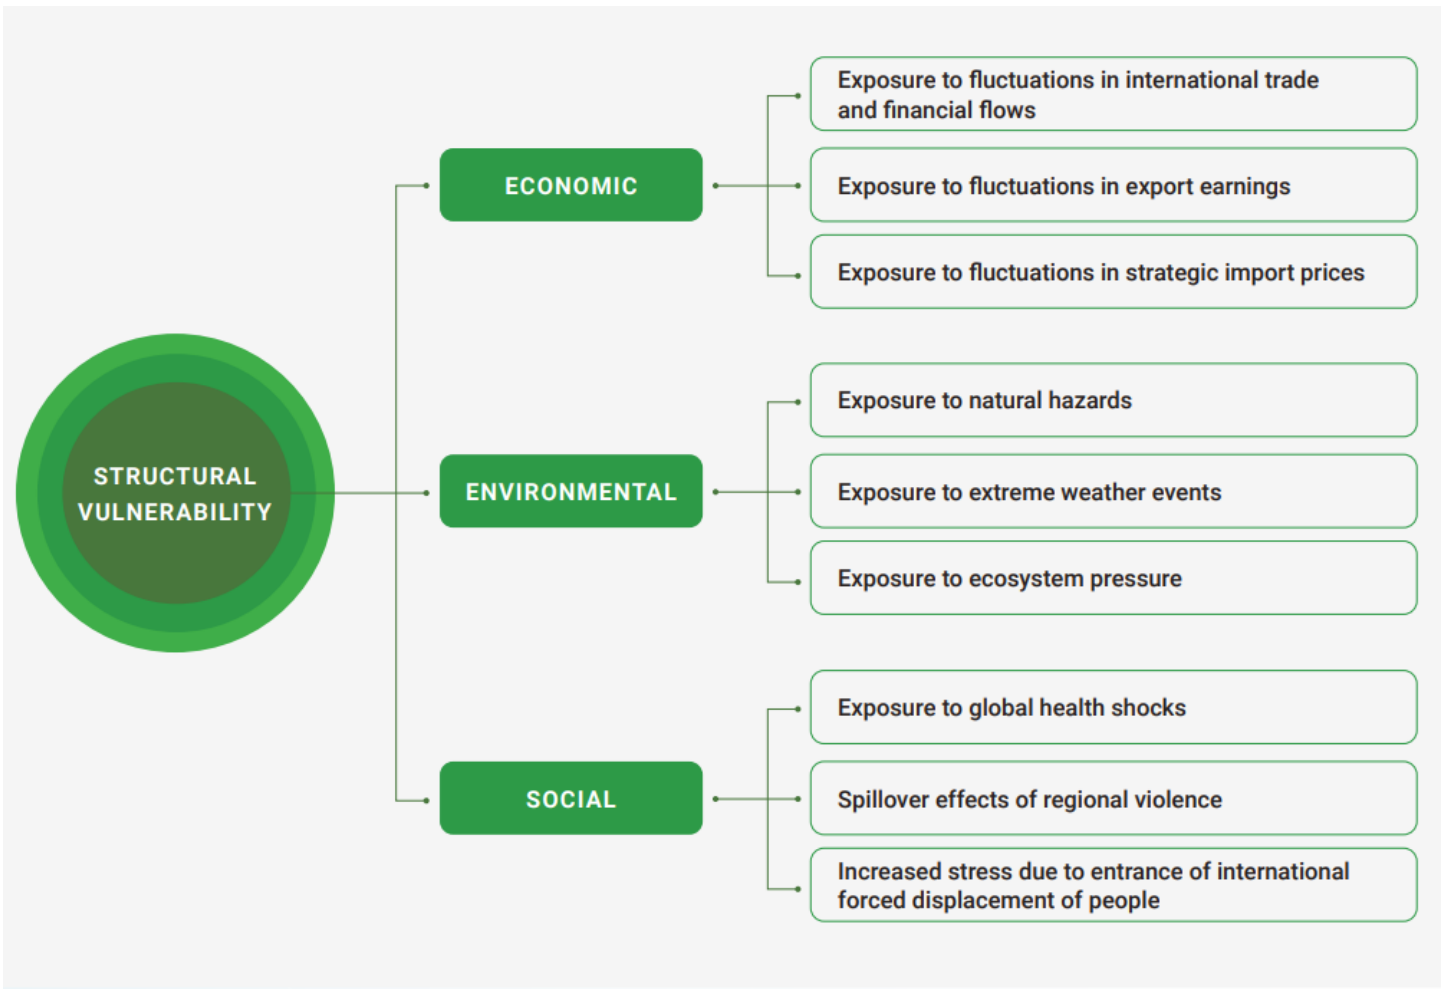 STRUCTURAL
VULNERABILITY
ECONOMIC
Exposure to fluctuations in international trade
and financial flows
Exposure to fluctuations in export earnings
Exposure to fluctuations in strategic import prices
ENVIRONMENTAL
Exposure to natural hazards
Exposure to extreme weather events
Exposure to ecosystem pressure
SOCIAL
Exposure to global health shocks
Spillover effects of regional violence
Increased stress due to entrance of international
forced displacement of people